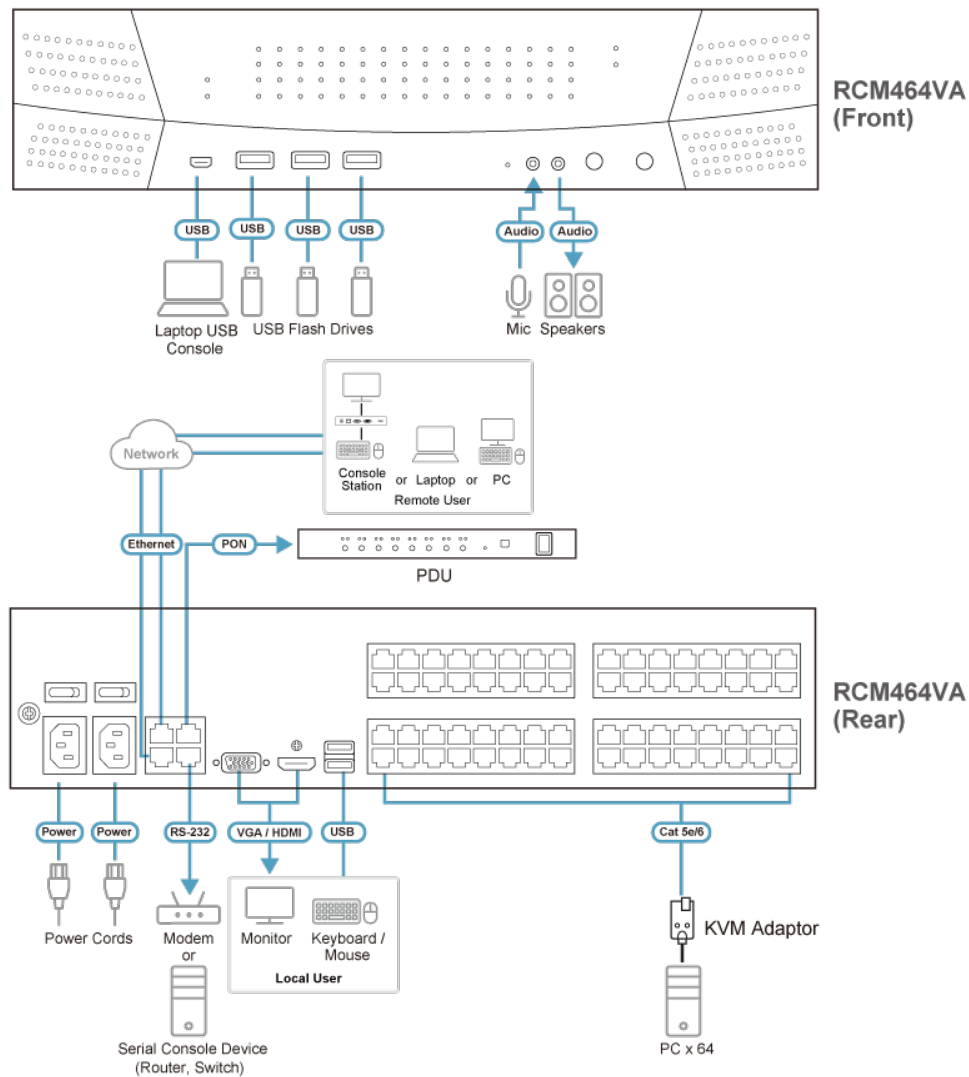 RCM464VA
(Front)
USB
USB
USB
USB
Audio
Audio
Laptop USB
Console
USB Flash Drives
Mic
Speakers
Network
Console
Station
or
Laptop
or
PC
Remote User
Ethernet
PON
PDU
RCM464VA
(Rear)
Power
Power
RS-232
VGA / HDMI
USB
Cat 5e/6
Power Cords
Modem
or
Monitor
Keyboard /
Mouse
Local User
KVM Adaptor
Serial Console Device
(Router, Switch)
PC x 64